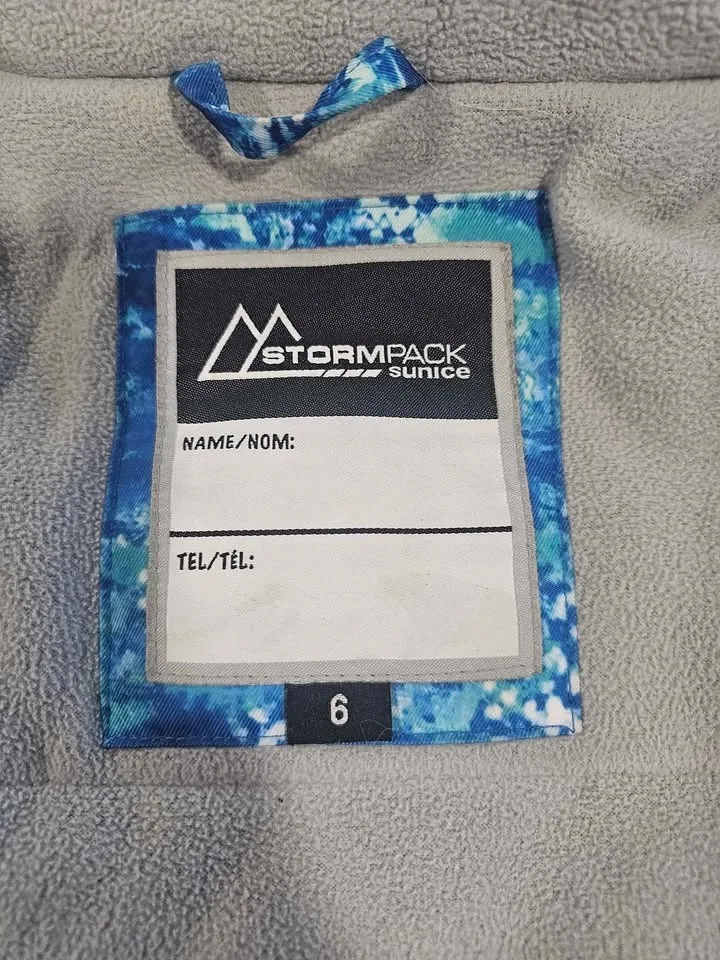 STORMPACK
sunice
NAME/NOM:
TEL/TÉL:
6